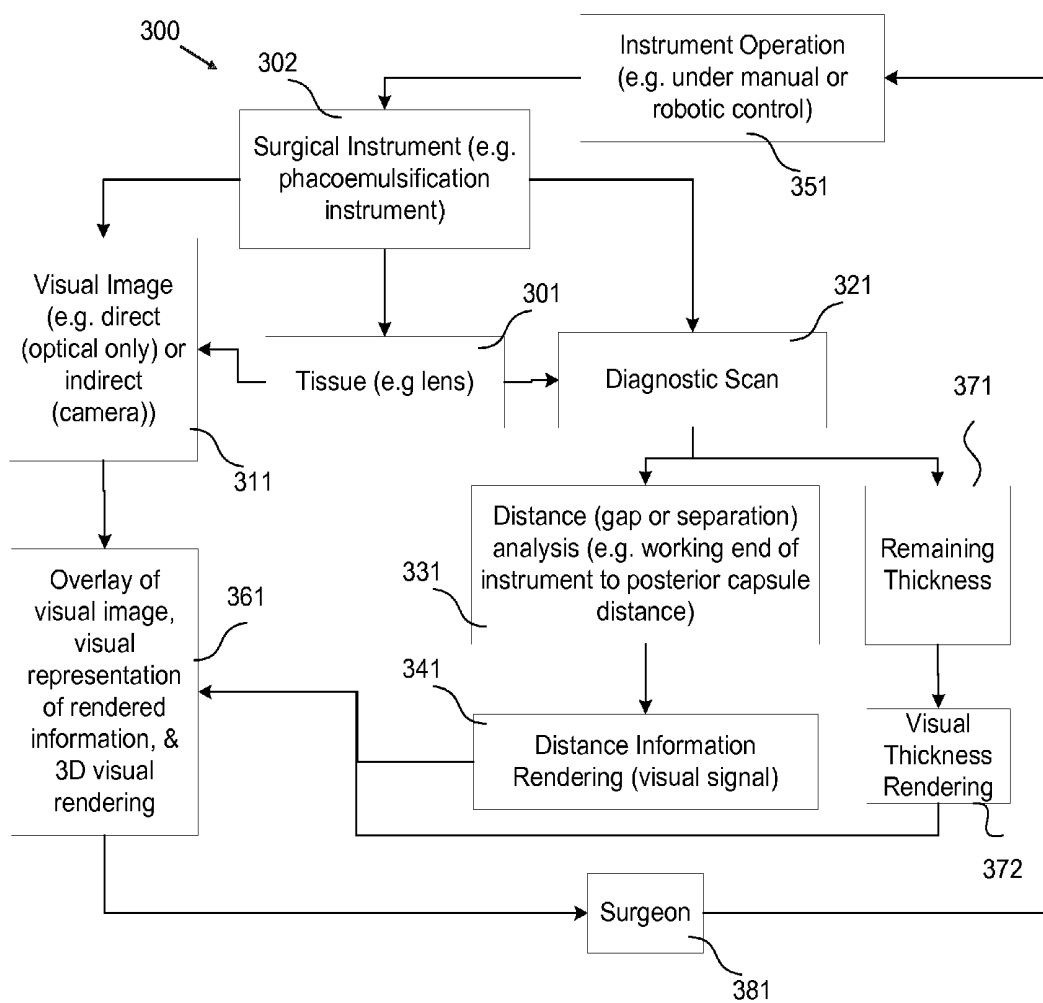 300
302
Instrument Operation
(e.g. under manual or
robotic control)
351
Surgical Instrument (e.g.
phacoemulsification
instrument)
Visual Image
(e.g. direct
(optical only) or
indirect
(camera))
311
301
Tissue (e.g lens)
321
Diagnostic Scan
371
Distance (gap or separation)
analysis (e.g. working end of
instrument to posterior capsule
distance)
331
Remaining
Thickness
Overlay of
visual image,
visual
representation
of rendered
information, &
3D visual
rendering
361
341
Distance Information
Rendering (visual signal)
Visual
Thickness
Rendering
372
Surgeon
381